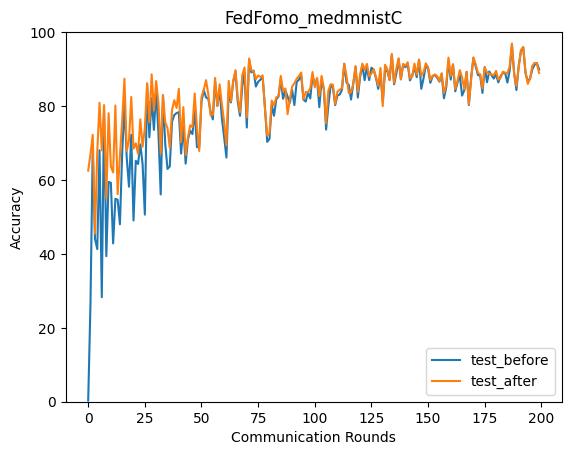 FedFomo_medmnistC
100
80
60
40
20
0
Accuracy
0 25 50 75 100 125 150 175 200
Communication Rounds
test_before
test_after